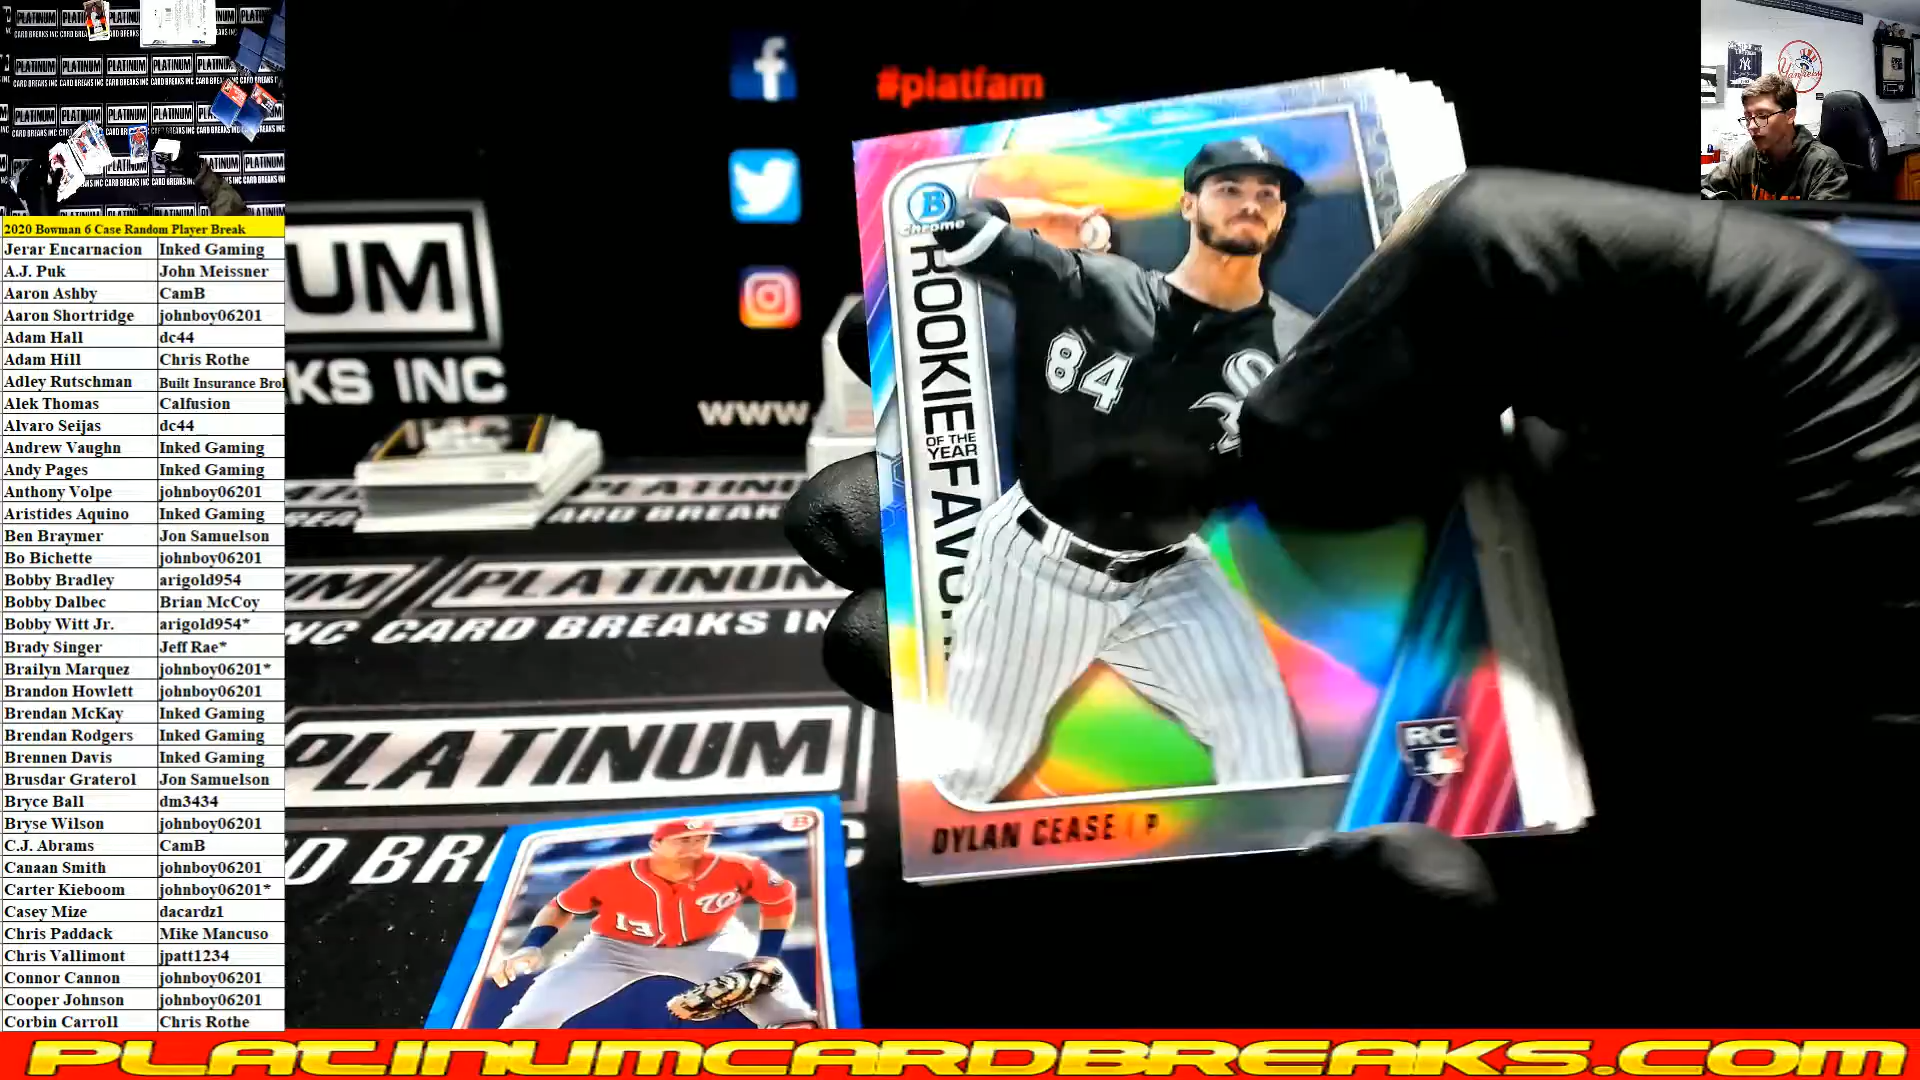 PLATINUM
CARD BREAKS INC
2020 Bowman 6 Case Random Player Break
Jerar Encarnacion Inked Gaming
A.J. Puk John Meissner
Aaron Ashby CamB
Aaron Shortridge johnboy06201
Adam Hall dc44
Adam Hill Chris Rothe
Adley Rutschman Built Insurance Bro
Alek Thomas Calfusion
Alvaro Seijas dc44
Andrew Vaughn Inked Gaming
Andy Pages Inked Gaming
Anthony Volpe johnboy06201
Aristides Aquino Inked Gaming
Ben Braymer Jon Samuelson
Bo Bichette johnboy06201
Bobby Bradley arigold954
Bobby Dalbec Brian McCoy
Bobby Witt Jr. arigold954*
Brady Singer Jeff Rae*
Brailyn Marquez johnboy06201*
Brandon Howlett johnboy06201
Brendan McKay Inked Gaming
Brendan Rodgers Inked Gaming
Brennen Davis Inked Gaming
Brusdar Graterol Jon Samuelson
Bryce Ball dm3434
Bryse Wilson johnboy06201
C.J. Abrams CamB
Canaan Smith johnboy06201
Carter Kieboom johnboy06201*
Casey Mize dacardz1
Chris Paddack Mike Mancuso
Chris Vallimont jpatt1234
Connor Cannon johnboy06201
Cooper Johnson johnboy06201
Corbin Carroll Chris Rothe
#platfam
UM
KS INC
www.
PLATINUM
CARD BREAKS IN
PLATINUM
D BR
B
Chrome
ROOKIE
OF THE
YEAR
FAVO
84
RC
DYLAN CEASE | P
B
13
W
Yankees
PLATINUMCARDBREAKS.COM